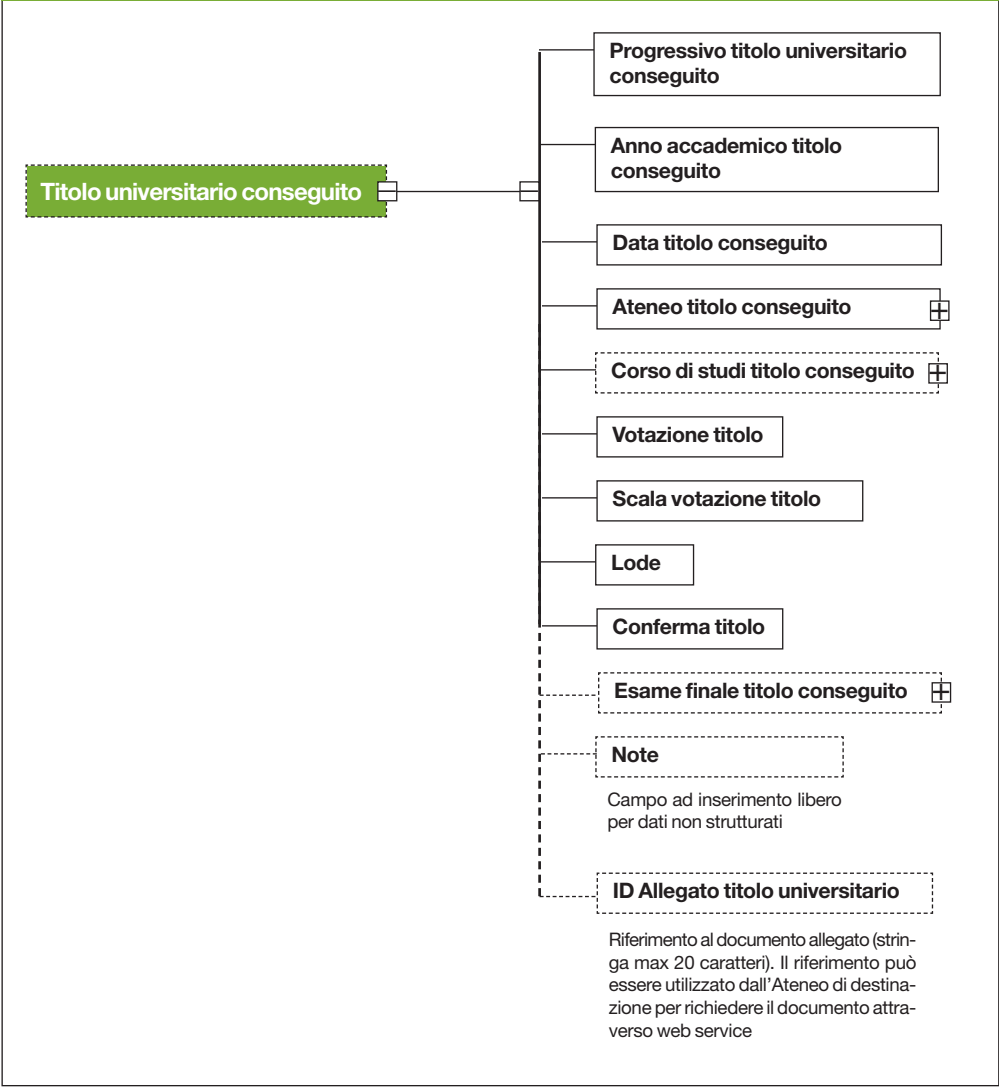 Progressivo titolo universitario
conseguito
Anno accademico titolo
conseguito
Titolo universitario conseguito
Data titolo conseguito
Ateneo titolo conseguito
Corso di studi titolo conseguito
Votazione titolo
Scala votazione titolo
Lode
Conferma titolo
Esame finale titolo conseguito
Note
Campo ad inserimento libero
per dati non strutturati
ID Allegato titolo universitario
Riferimento al documento allegato (strin-
ga max 20 caratteri). Il riferimento può
essere utilizzato dall'Ateneo di destina-
zione per richiedere il documento attra-
verso web service